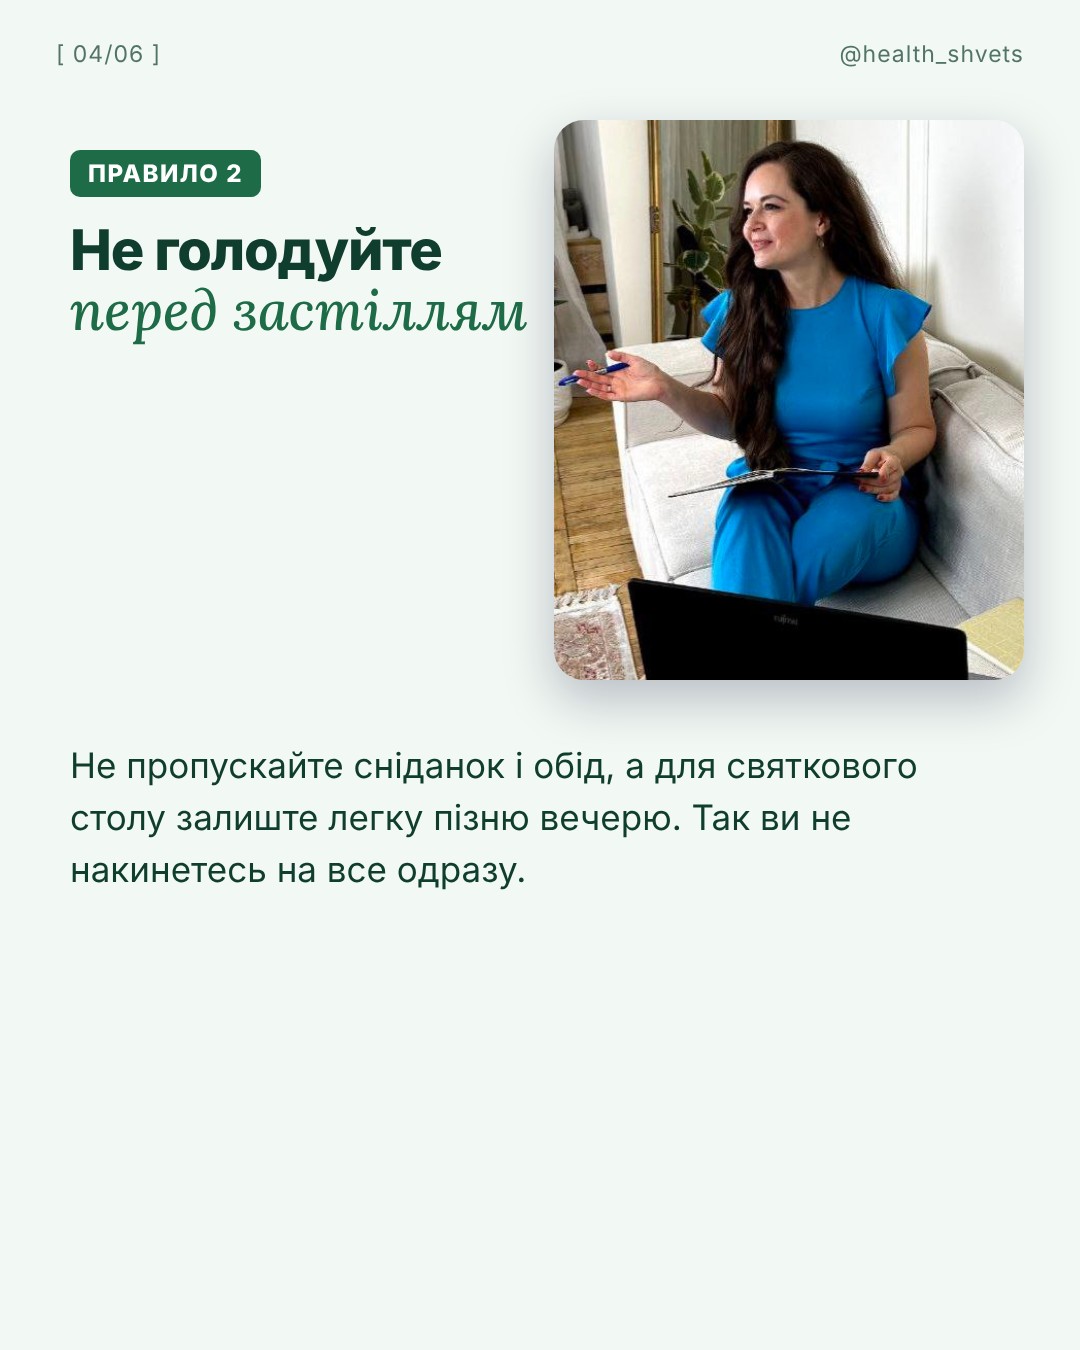 [ 04/06 ]
@health_shvets
ПРАВИЛО 2
Не голодуйте
перед застіллям
Не пропускайте сніданок і обід, а для святкового
столу залиште легку пізню вечерю. Так ви не
накинетесь на все одразу.
FUJITSU